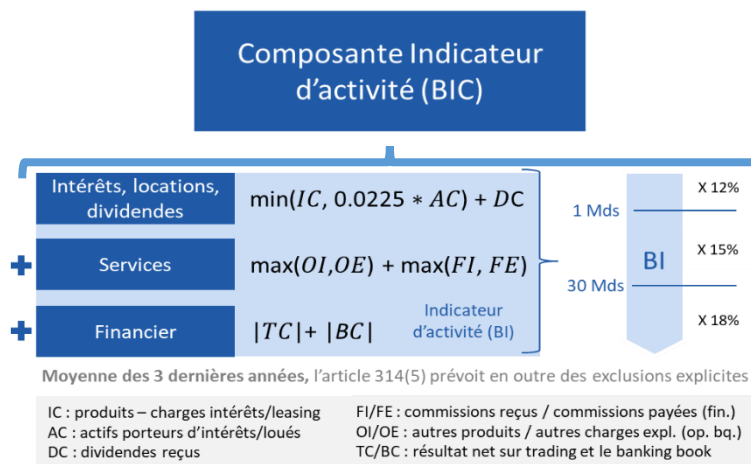 Composante Indicateur
d’activité (BIC)
Intérêts, locations,
dividendes
min(IC, 0.0225 * AC) + DC
+ Services
max(OI,OE) + max(FI, FE)
+ Financier
|TC|+ |BC|
Indicateur
d’activité (BI)
X 12%
1 Mds
BI
X 15%
30 Mds
X 18%
Moyenne des 3 dernières années, l’article 314(5) prévoit en outre des exclusions explicites
IC : produits – charges intérêts/leasing
AC : actifs porteurs d’intérêts/loués
DC : dividendes reçus
FI/FE : commissions reçus / commissions payées (fin.)
OI/OE : autres produits / autres charges expl. (op. bq.)
TC/BC : résultat net sur trading et le banking book